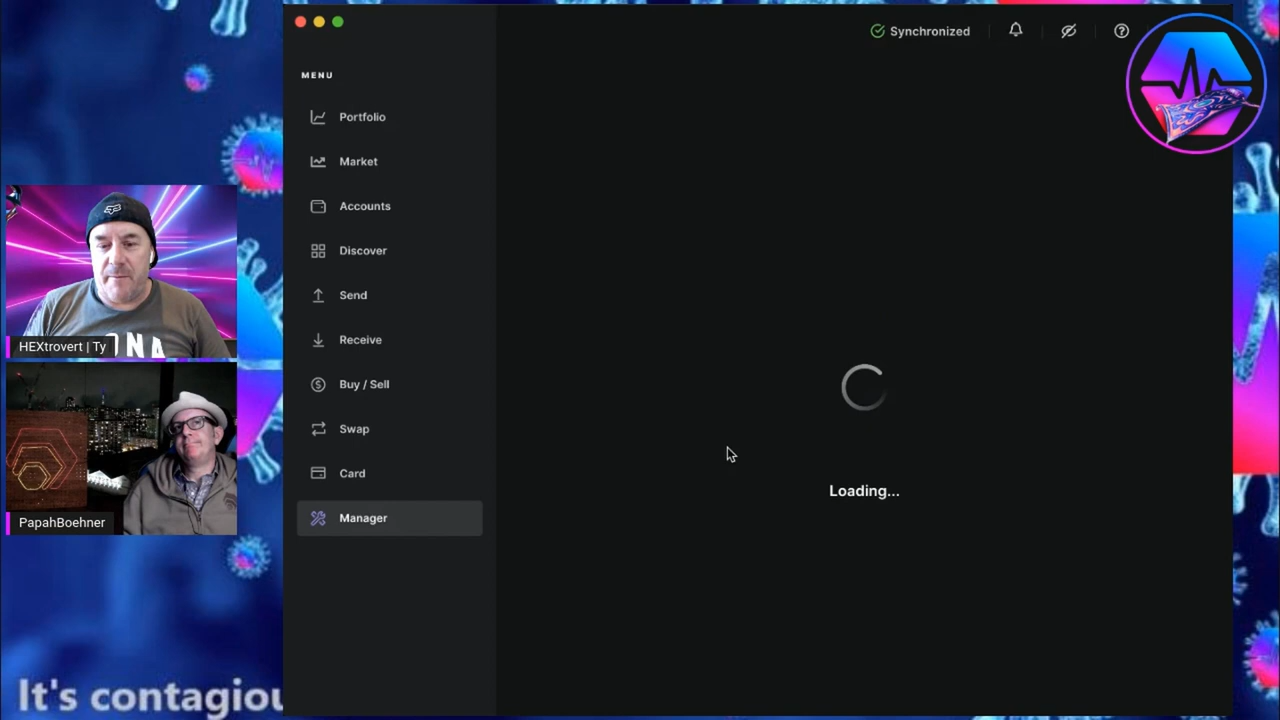 Synchronized
MENU
Portfolio
Market
Accounts
Discover
Send
Receive
Buy / Sell
Swap
Card
Manager
Loading...
HEXtrovert | Ty
PapahBoehner
It's contagiou